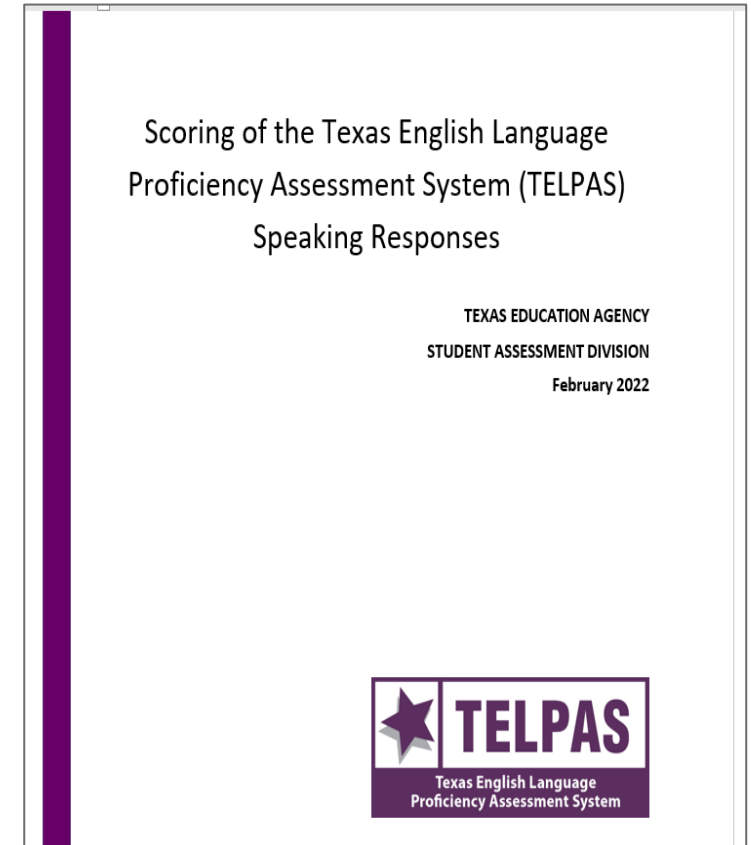 Scoring of the Texas English Language
Proficiency Assessment System (TELPAS)
Speaking Responses
TEXAS EDUCATION AGENCY
STUDENT ASSESSMENT DIVISION
February 2022
TELPAS
Texas English Language
Proficiency Assessment System